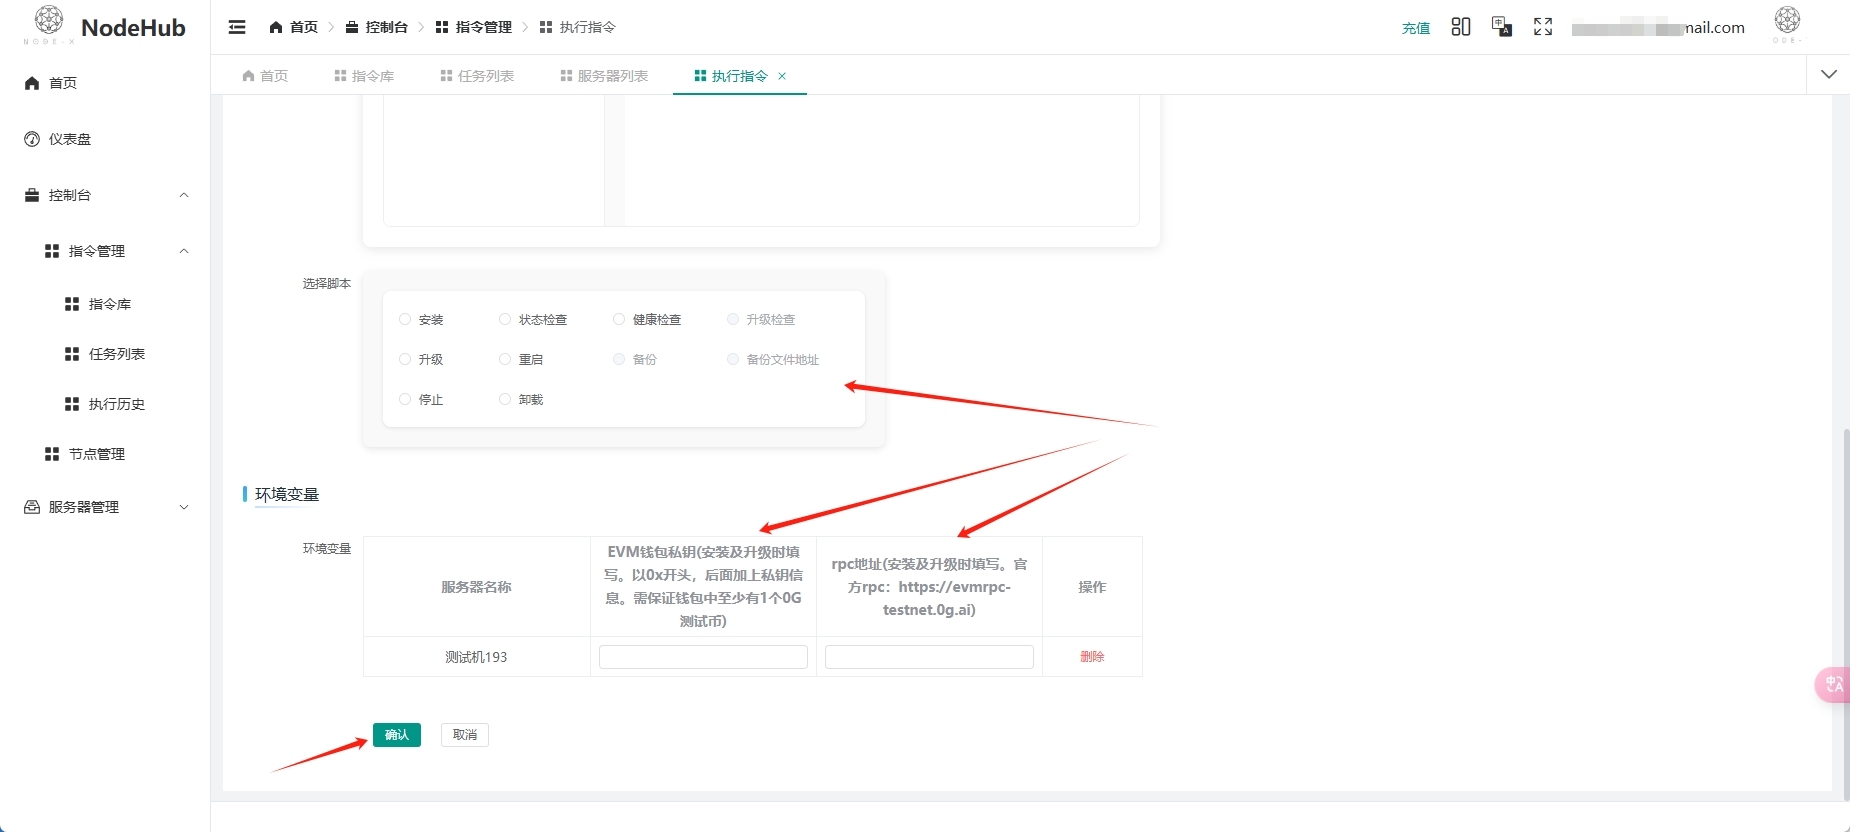 NodeHub
首页
控制台
指令管理
执行指令
充值
mail.com
首页
指令库
任务列表
服务器列表
执行指令
首页
仪表盘
控制台
指令管理
指令库
任务列表
执行历史
节点管理
服务器管理
选择脚本
安装
状态检查
健康检查
升级检查
升级
重启
备份
备份文件地址
停止
卸载
环境变量
环境变量
服务器名称
EVM钱包私钥(安装及升级时填
写。以0x开头，后面加上私钥信
息。需保证钱包中至少有1个0G
测试币)
rpc地址(安装及升级时填写。官
方rpc：https://evmrpc-
testnet.0g.ai)
操作
测试机193
删除
确认
取消